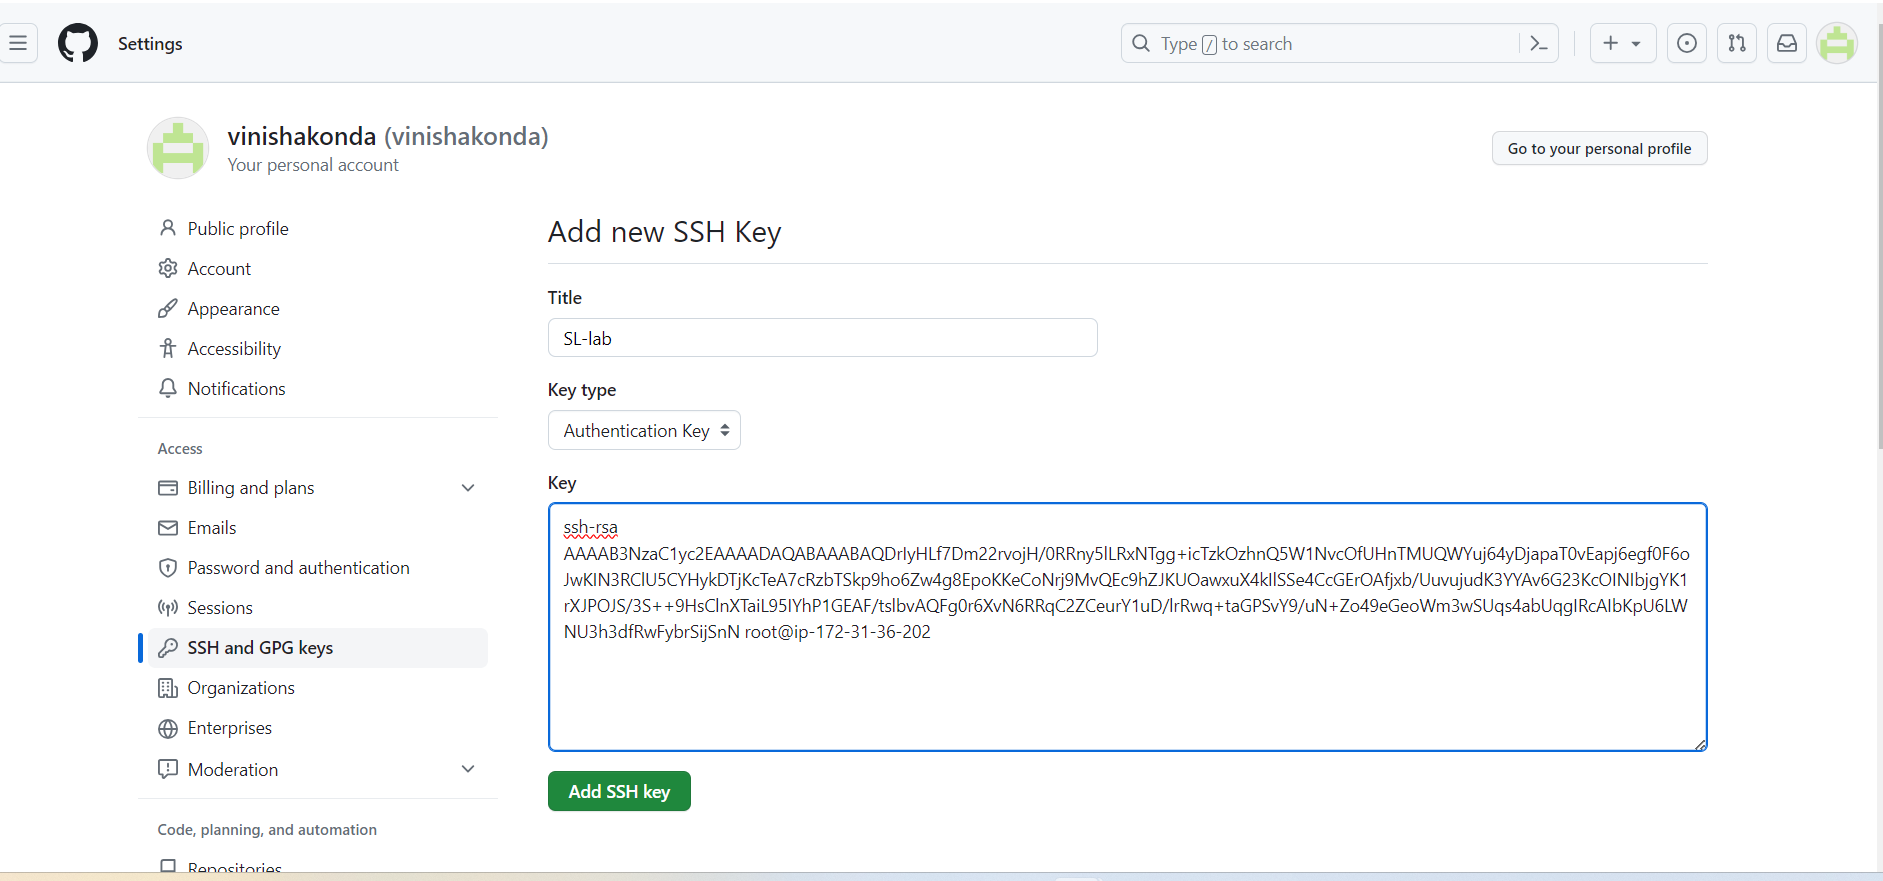 Settings
Type / to search
vinishakonda (vinishakonda)
Your personal account
Go to your personal profile
Public profile
Account
Appearance
Accessibility
Notifications
Access
Billing and plans
Emails
Password and authentication
Sessions
SSH and GPG keys
Organizations
Enterprises
Moderation
Code, planning, and automation
Repositories
Add new SSH Key
Title
SL-lab
Key type
Authentication Key
Key
ssh-rsa
AAAAB3NzaC1yc2EAAAADAQABAAABAQDrIyHLf7Dm22rvojH/0RRny5lLRxNTgg+icTzkOzhnQ5W1NvcOfUHnTMUQWYuj64yDjapaT0vEapj6egf0F6o
JwKIN3RClU5CYHykDTjKcTeA7cRzbTSkp9ho6Zw4g8EpoKKeCoNrj9MvQEc9hZJKUOawxuX4kIlSSe4CcGErOAfjxb/UuvujudK3YYAv6G23KcOINIbjgYK1
rXJPOJS/3S++9HsClnXTaiL95IYhP1GEAF/tslbvAQFg0r6XvN6RRqC2ZCeurY1uD/lrRwq+taGPSvY9/uN+Zo49eGeoWm3wSUqs4abUqgIRcAIbKpU6LW
NU3h3dfRwFybrSijSnN root@ip-172-31-36-202
Add SSH key